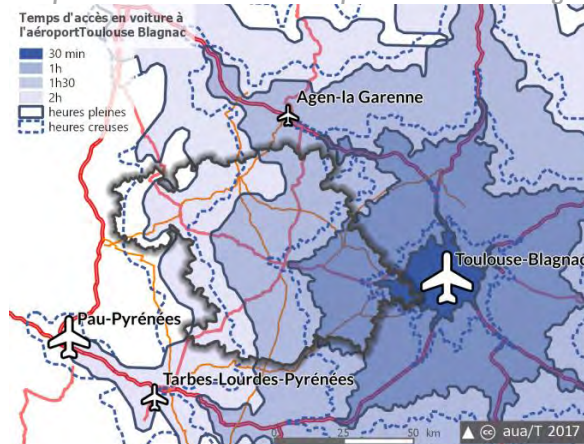 Temps d'accès en voiture à
l'aéroportToulouse Blagnac
30 min
1h
1h30
2h
heures pleines
heures creuses
Agen-la Garenne
Toulouse-Blagnac
Pau-Pyrénées
Tarbes-Lourdes-Pyrénées
0 25 50 km
aua/T 2017